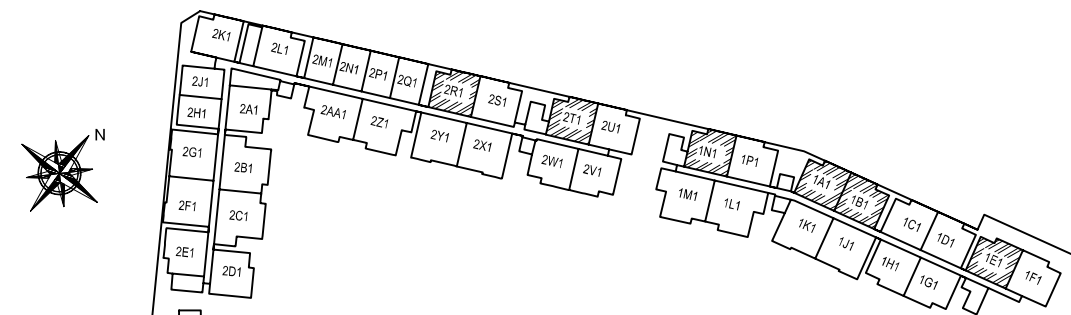 2K1
2L1
2M1
2N1
2P1
2Q1
2R1
2S1
2T1
2U1
1N1
1P1
1A1
1B1
1C1
1D1
1E1
1F1
2J1
2H1
2A1
2AA1
2Z1
2Y1
2X1
2W1
2V1
1M1
1L1
1K1
1J1
1H1
1G1
2G1
2B1
2F1
2C1
2E1
2D1
N